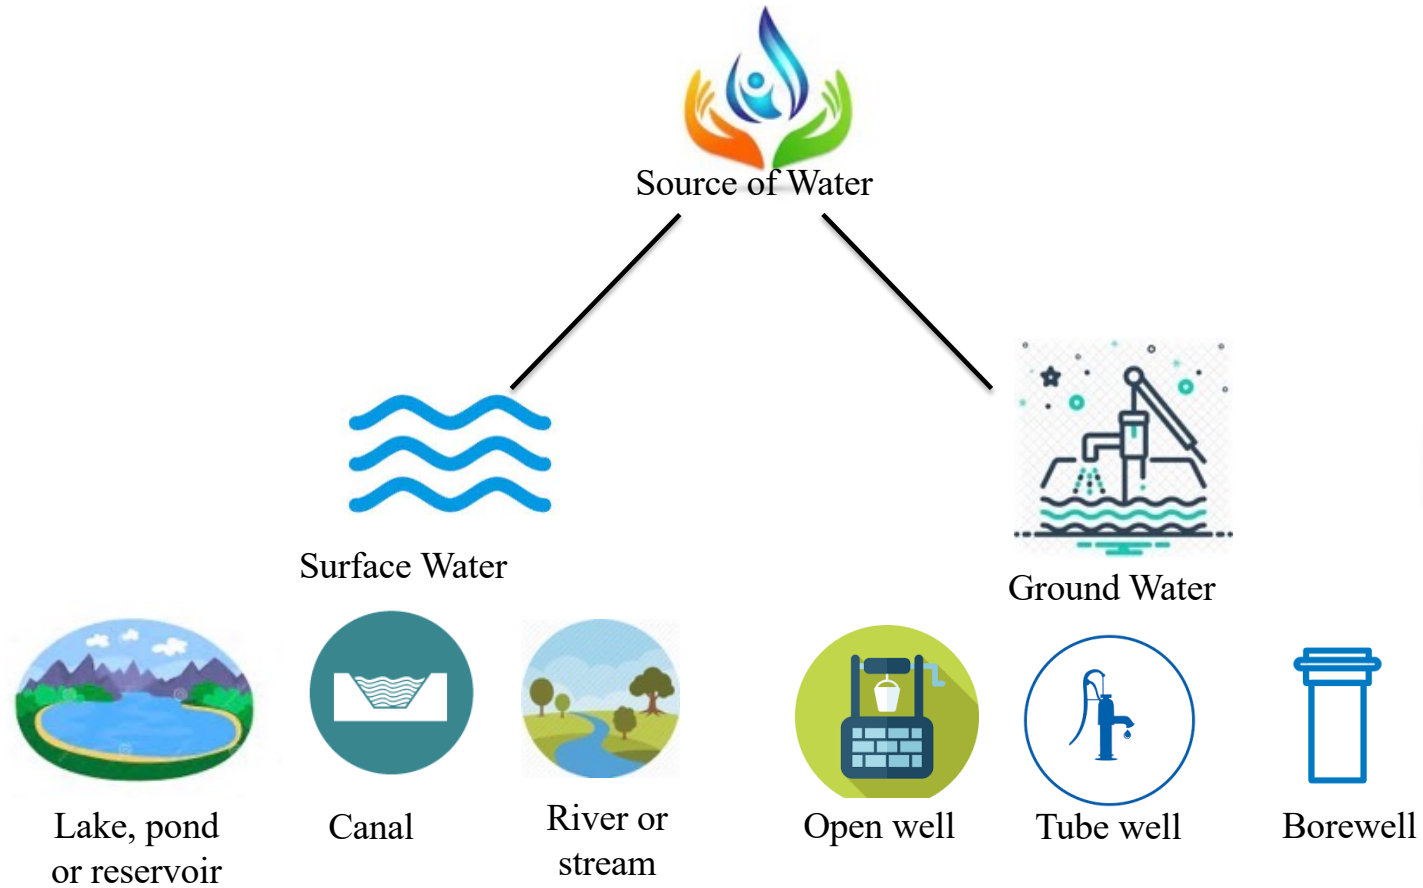 Source of Water
Surface Water
Ground Water
Lake, pond
or reservoir
Canal
River or
stream
Open well
Tube well
Borewell